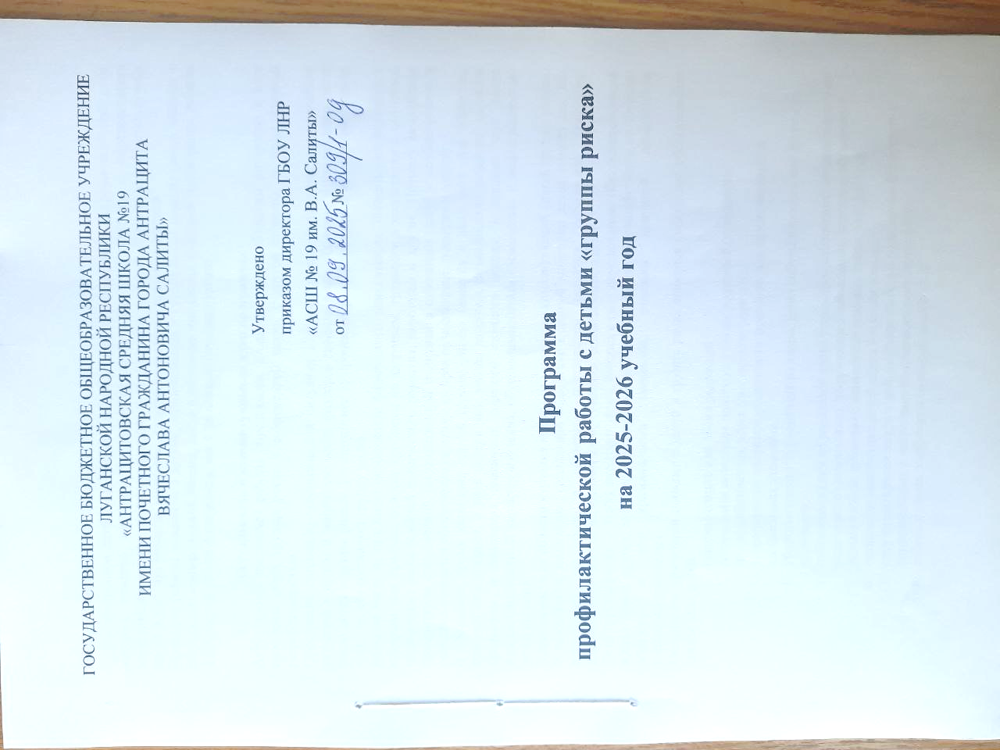 ГОСУДАРСТВЕННОЕ БЮДЖЕТНОЕ ОБЩЕОБРАЗОВАТЕЛЬНОЕ УЧРЕЖДЕНИЕ
ЛУГАНСКОЙ НАРОДНОЙ РЕСПУБЛИКИ
«АНТРАЦИТОВСКАЯ СРЕДНЯЯ ШКОЛА №19
ИМЕНИ ПОЧЕТНОГО ГРАЖДАНИНА ГОРОДА АНТРАЦИТА
ВЯЧЕСЛАВА АНТОНОВИЧА САЛИТЫ»
Утверждено
приказом директора ГБОУ ЛНР
«АСШ № 19 им. В.А. Салиты»
от 08.09.2025 № 309/1-од
Программа
профилактической работы с детьми «группы риска»
на 2025-2026 учебный год